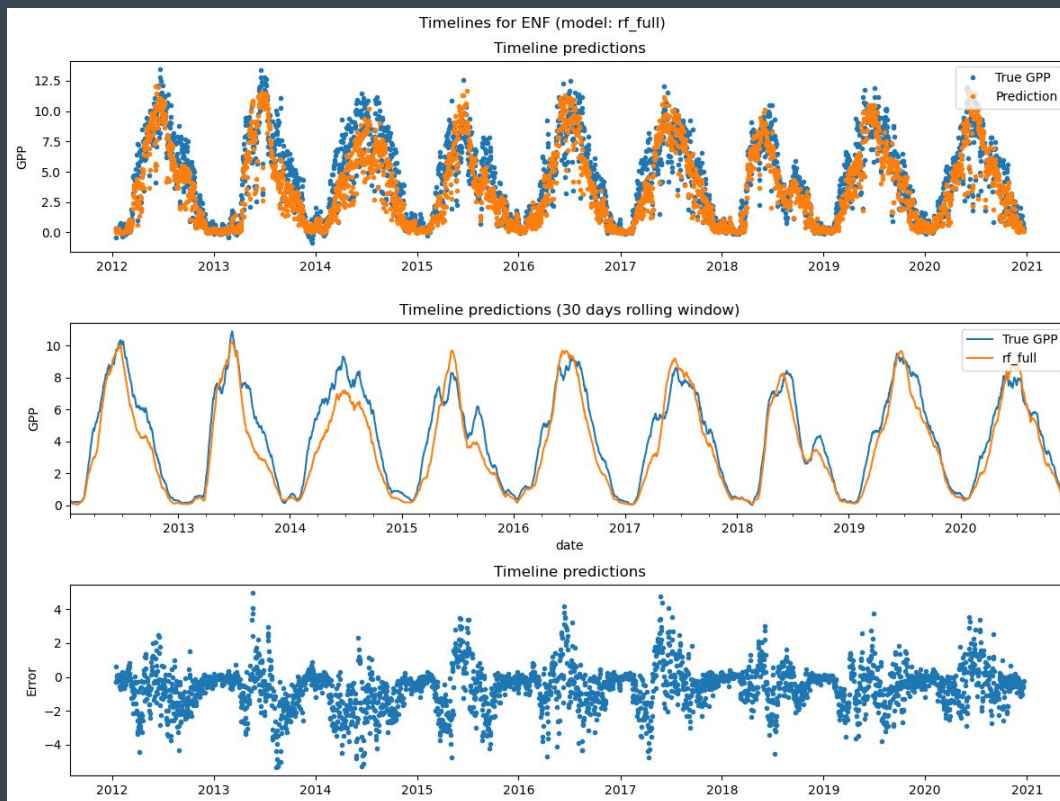 Timelines for ENF (model: rf_full)
Timeline predictions
12.5
10.0
7.5
5.0
2.5
0.0
GPP
True GPP
Prediction
2012 2013 2014 2015 2016 2017 2018 2019 2020 2021
Timeline predictions (30 days rolling window)
10
8
6
4
2
0
GPP
True GPP
rf_full
2013 2014 2015 2016 2017 2018 2019 2020
date
Timeline predictions
4
2
0
−2
−4
Error
2012 2013 2014 2015 2016 2017 2018 2019 2020 2021